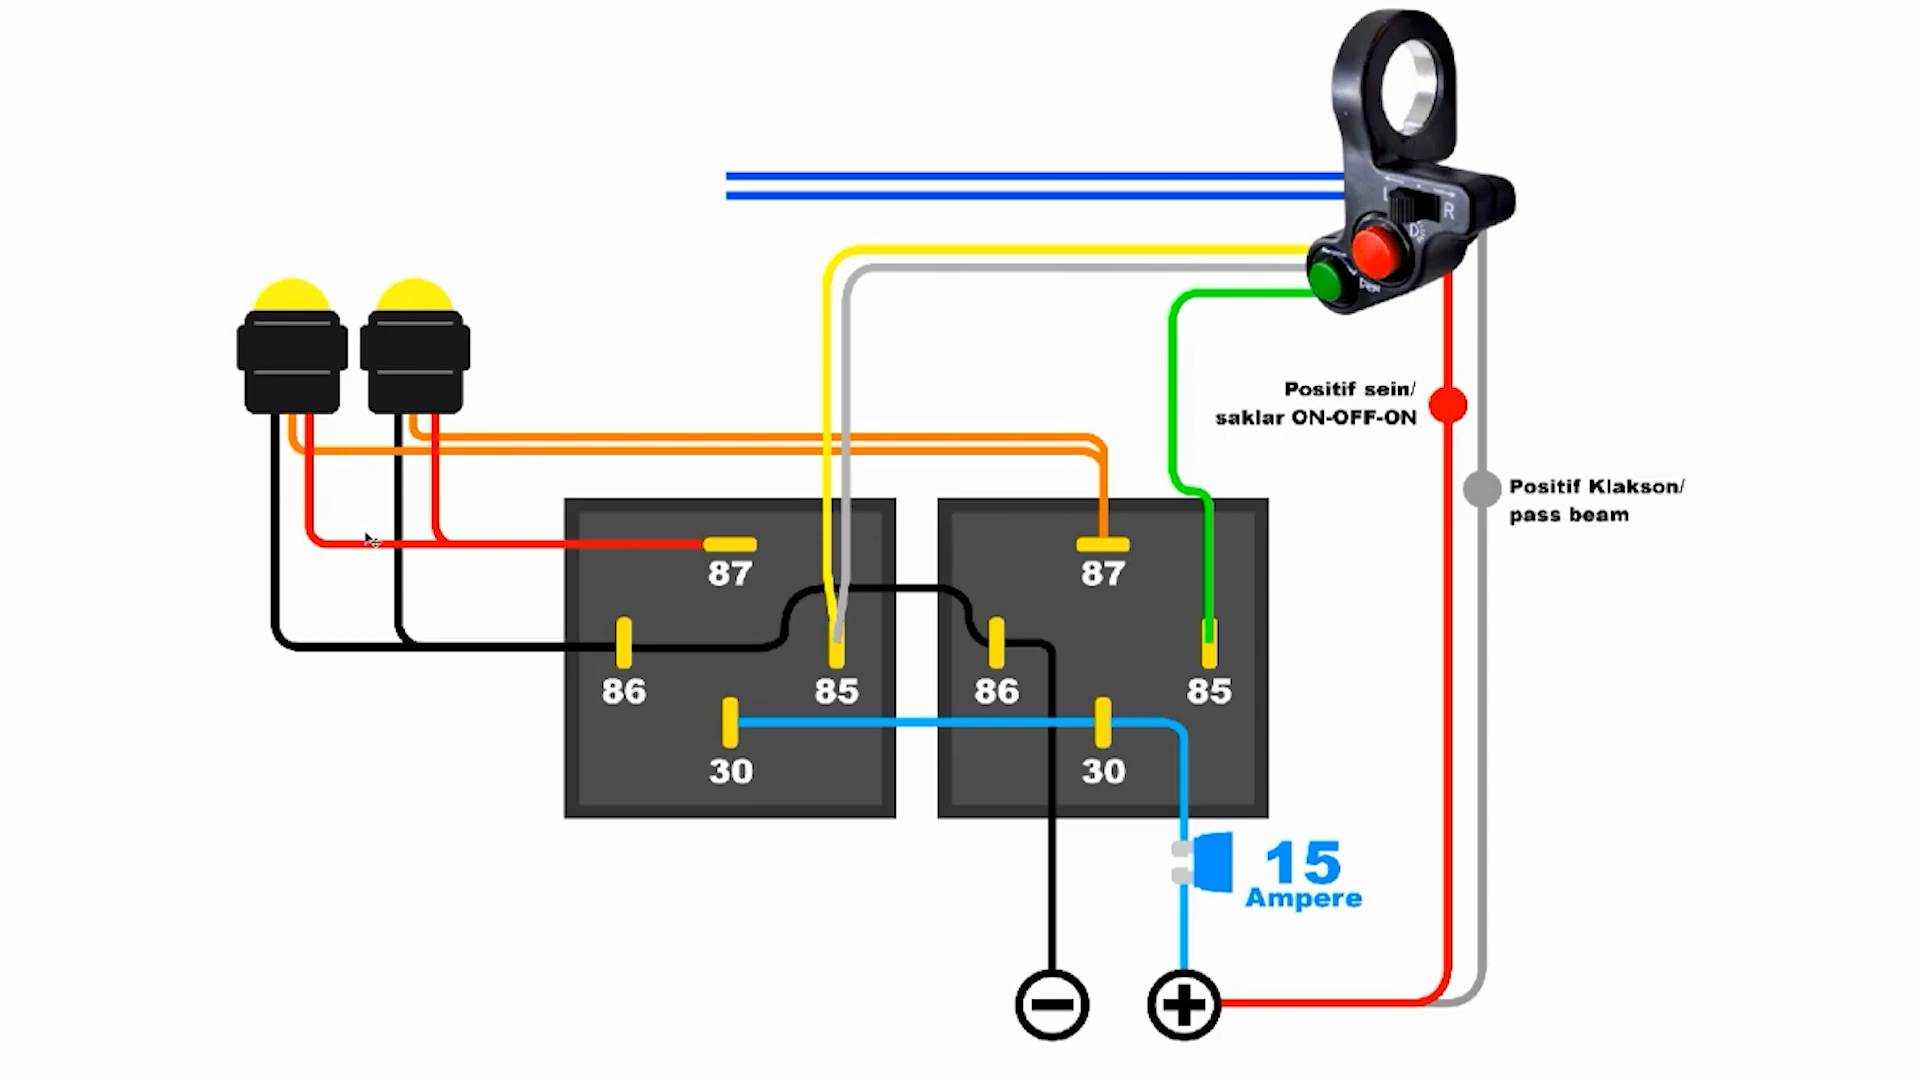 L
R
D
Positif sein/
saklar ON-OFF-ON
Positif Klakson/
pass beam
87
87
86
85
86
85
30
30
15
Ampere